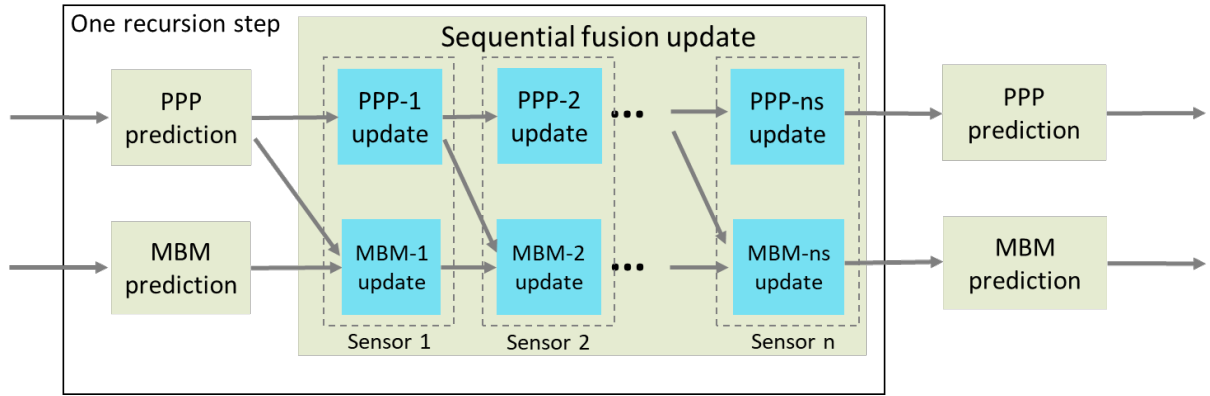 One recursion step
Sequential fusion update
PPP
prediction
PPP-1
update
PPP-2
update
...
PPP-ns
update
PPP
prediction
MBM
prediction
MBM-1
update
MBM-2
update
...
MBM-ns
update
MBM
prediction
Sensor 1
Sensor 2
Sensor n